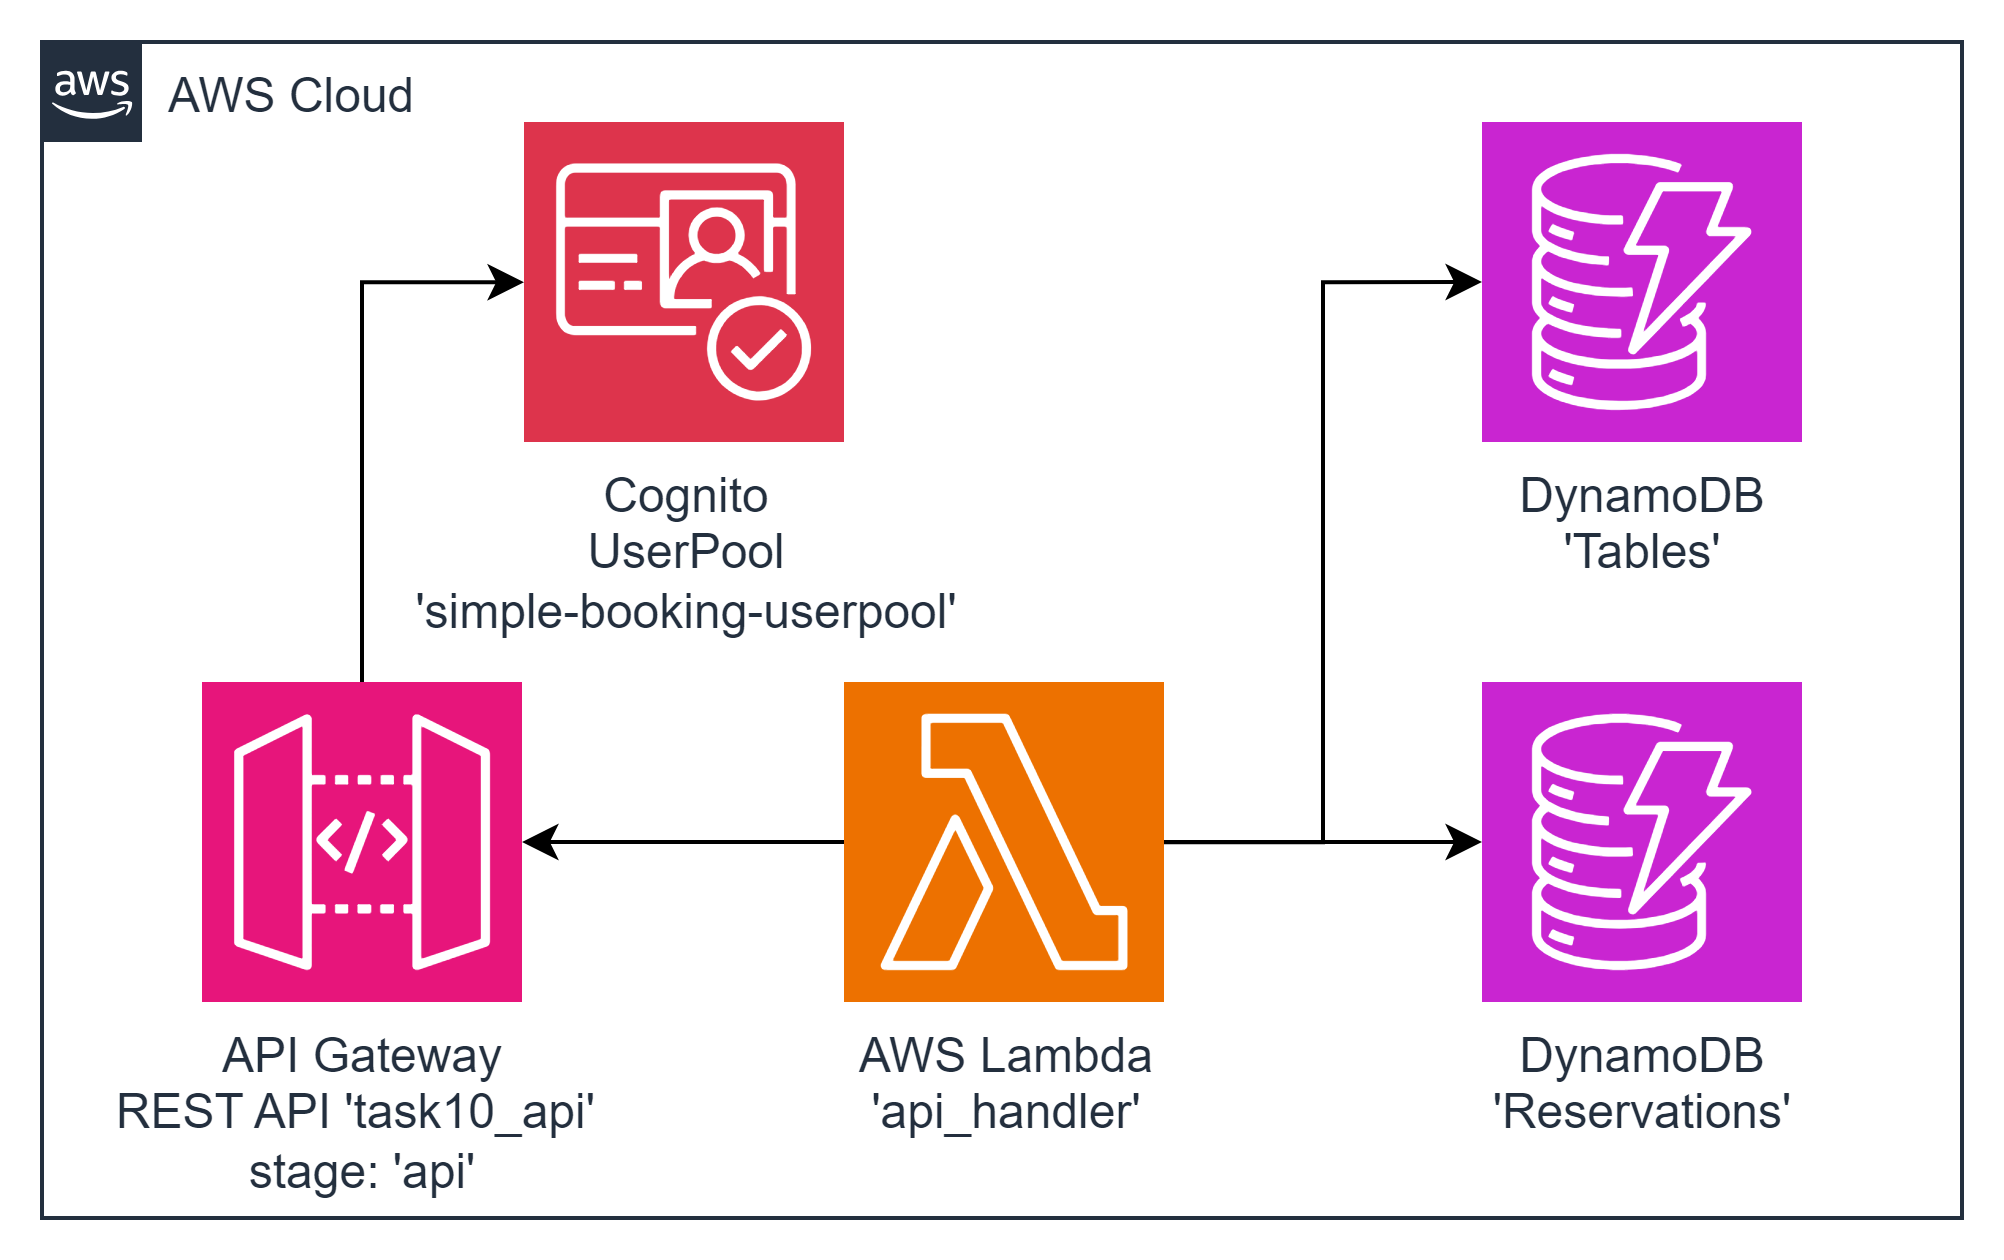 aws
AWS Cloud
Cognito
UserPool
'simple-booking-userpool'
DynamoDB
'Tables'
</>
API Gateway
REST API 'task10_api'
stage: 'api'
AWS Lambda
'api_handler'
DynamoDB
'Reservations'